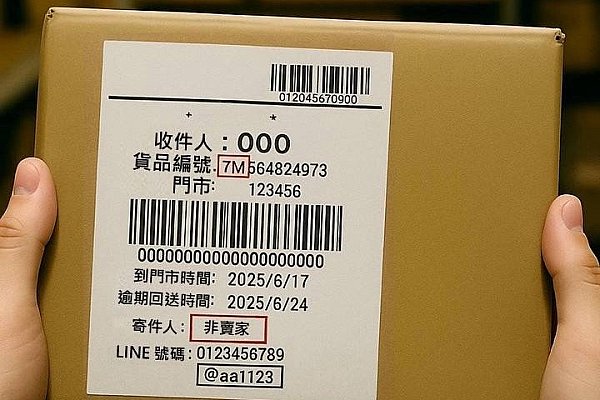 012045670900
+ *
收件人：OOO
貨品編號. 7M564824973
門市: 123456
00000000000000000000
到門市時間: 2025/6/17
逾期回送時間: 2025/6/24
寄件人: 非賣家
LINE 號碼: 0123456789
@aa1123